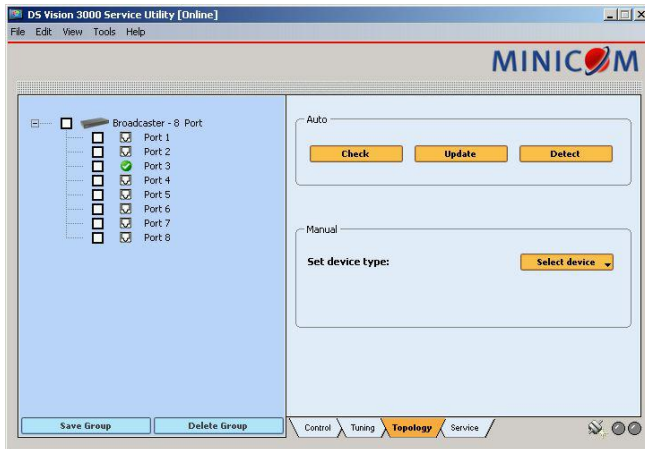 DS Vision 3000 Service Utility [Online]
File Edit View Tools Help
MINICOM
Broadcaster - 8 Port
Port 1
Port 2
Port 3
Port 4
Port 5
Port 6
Port 7
Port 8
Auto
Check Update Detect
Manual
Set device type: Select device
Save Group Delete Group
Control Tuning Topology Service